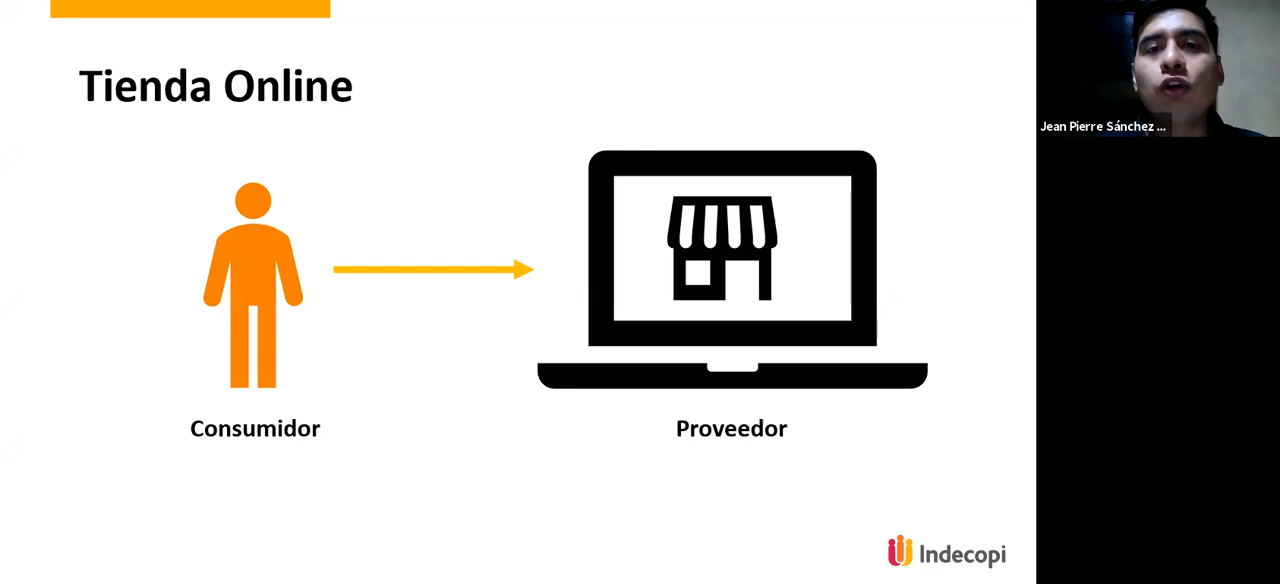 Tienda Online
Jean Pierre Sánchez ...
Consumidor
Proveedor
Indecopi